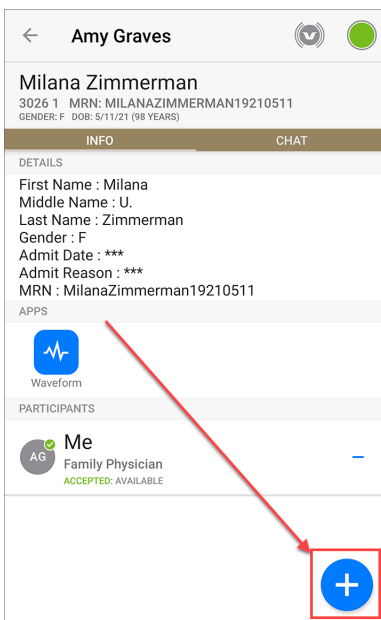 Amy Graves
Milana Zimmerman
3026 1 MRN: MILANAZIMMERMAN19210511
GENDER: F DOB: 5/11/21 (98 YEARS)
INFO CHAT
DETAILS
First Name : Milana
Middle Name : U.
Last Name : Zimmerman
Gender : F
Admit Date : ***
Admit Reason : ***
MRN : MilanaZimmerman19210511
APPS
Waveform
PARTICIPANTS
AG
Me
Family Physician
ACCEPTED: AVAILABLE